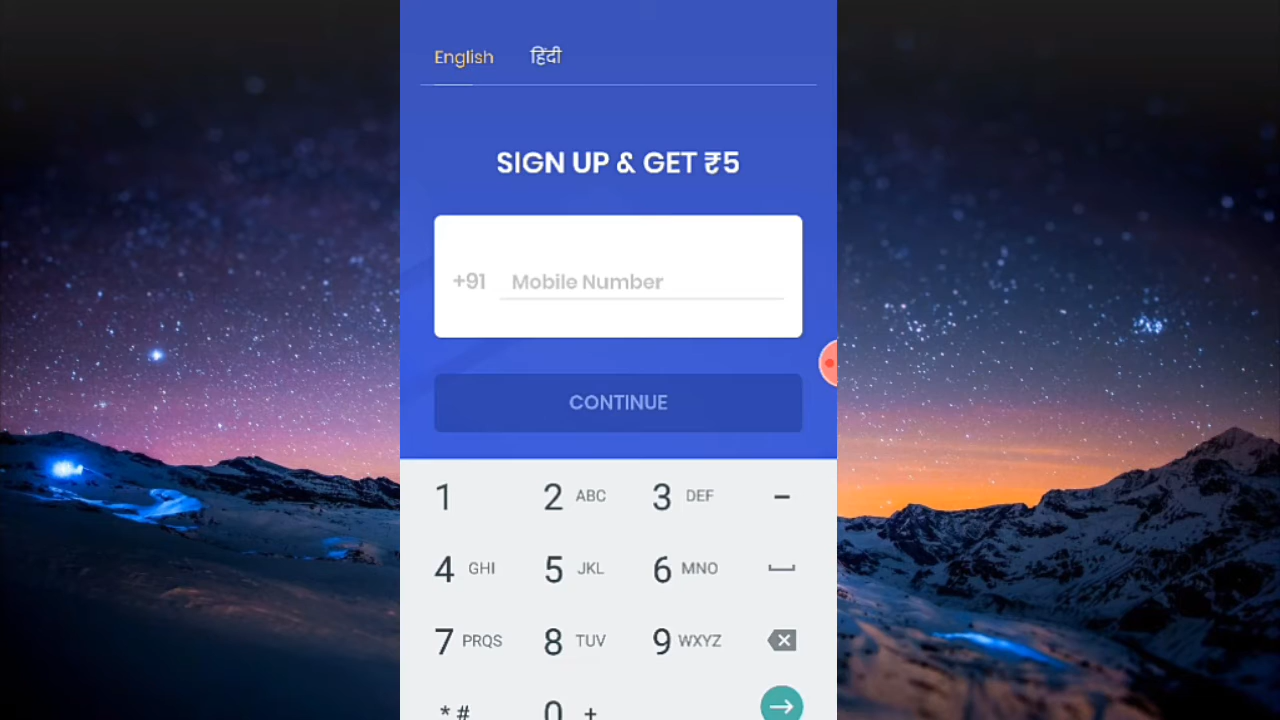 English हिंदी
SIGN UP & GET ₹5
+91 Mobile Number
CONTINUE
1 2 ABC 3 DEF -
4 GHI 5 JKL 6 MNO
7 PRQS 8 TUV 9 WXYZ
*# 0 +